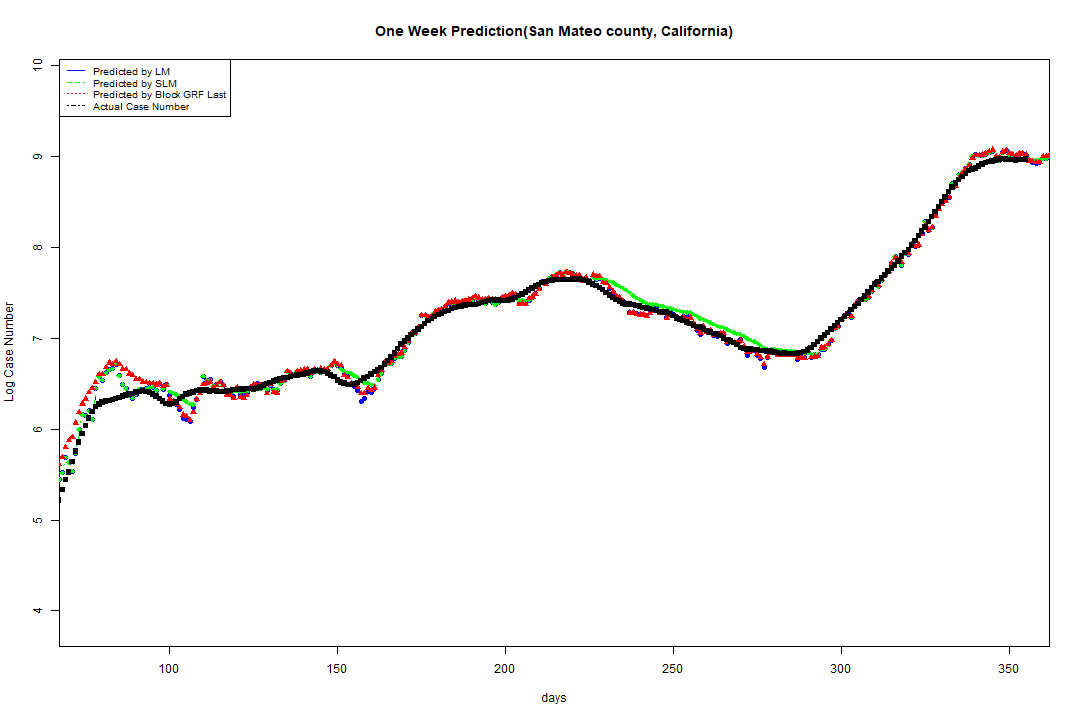 One Week Prediction(San Mateo county, California)
Predicted by LM
Predicted by SLM
Predicted by Block GRF Last
Actual Case Number
Log Case Number
10
9
8
7
6
5
4
100 150 200 250 300 350
days